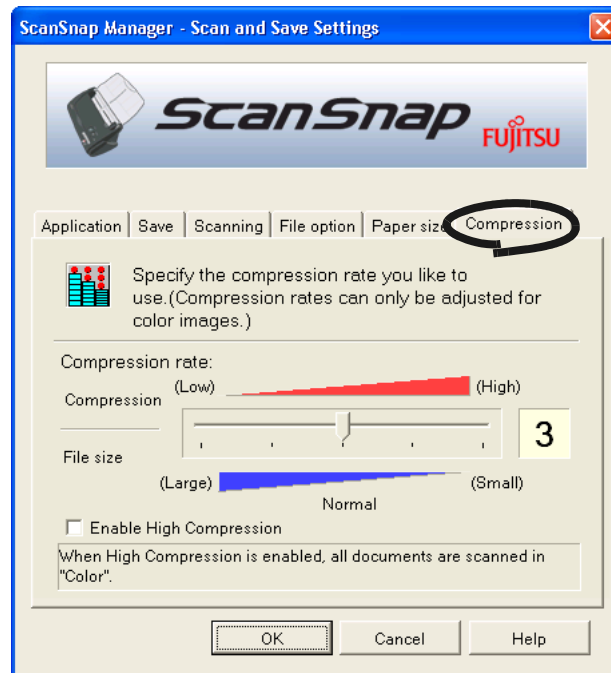 ScanSnap Manager - Scan and Save Settings
ScanSnap
FUJITSU
Application Save Scanning File option Paper size Compression
Specify the compression rate you like to
use.(Compression rates can only be adjusted for
color images.)
Compression rate:
(Low) (High)
Compression
3
File size
(Large) (Small)
Normal
Enable High Compression
When High Compression is enabled, all documents are scanned in
"Color".
OK Cancel Help